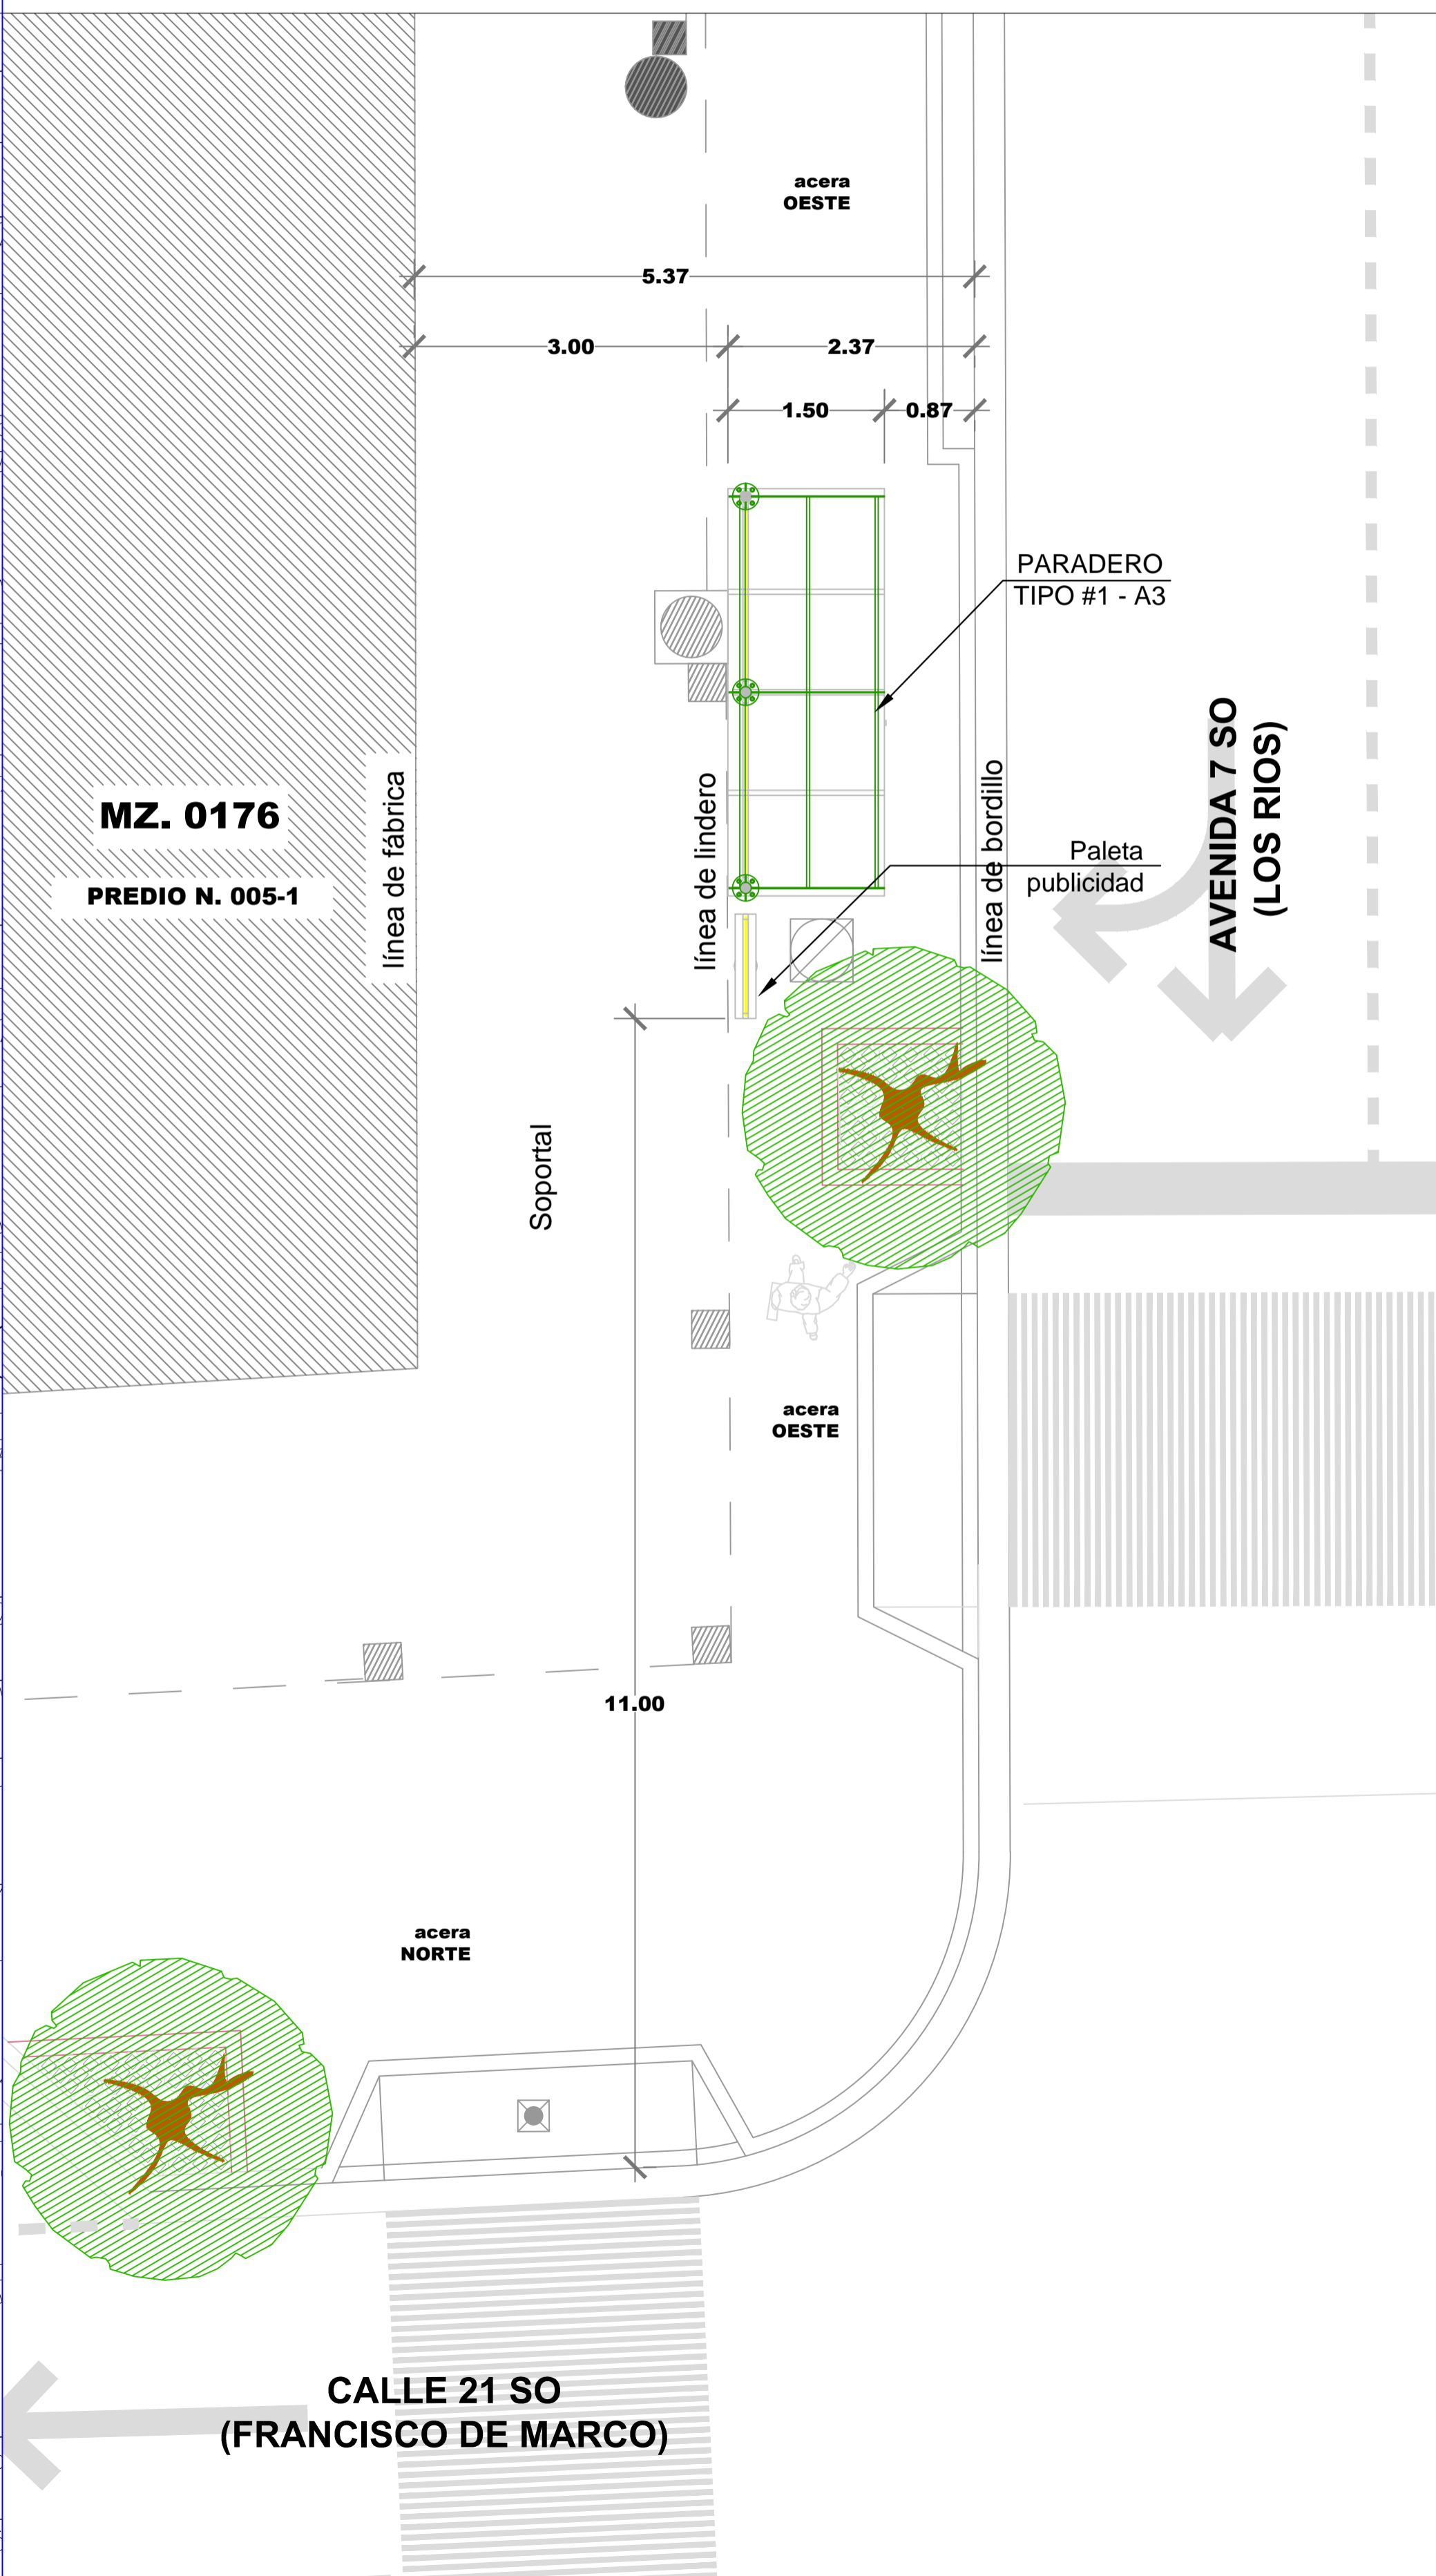 acera
OESTE
5.37
3.00
2.37
1.50
0.87
PARADERO
TIPO #1 - A3
AVENIDA 7 SO
(LOS RIOS)
MZ. 0176
PREDIO N. 005-1
línea de fábrica
línea de lindero
línea de bordillo
Paleta
publicidad
Soportal
acera
OESTE
11.00
acera
NORTE
CALLE 21 SO
(FRANCISCO DE MARCO)